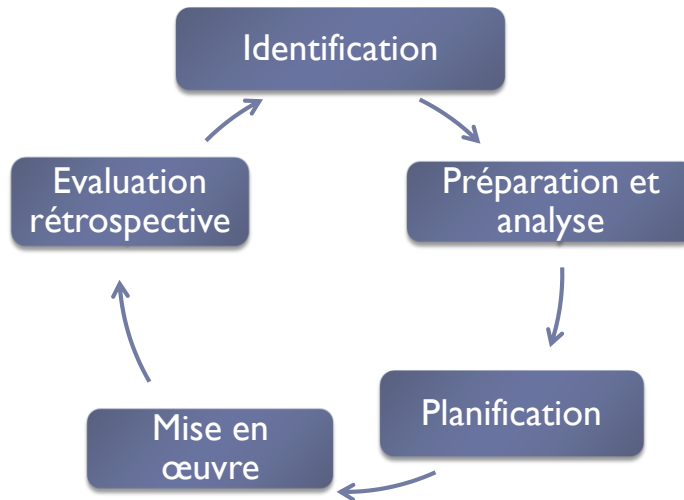 Identification
Préparation et
analyse
Planification
Mise en
œuvre
Evaluation
rétrospective